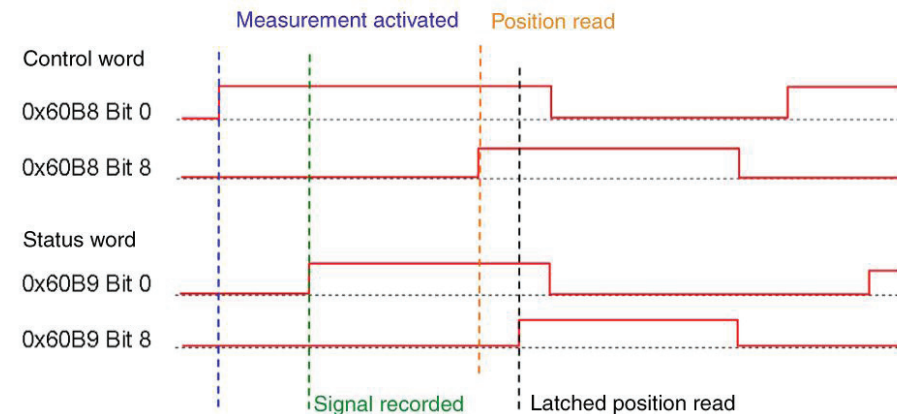 Measurement activated
Position read
Control word
0x60B8 Bit 0
0x60B8 Bit 8
Status word
0x60B9 Bit 0
0x60B9 Bit 8
Signal recorded
Latched position read